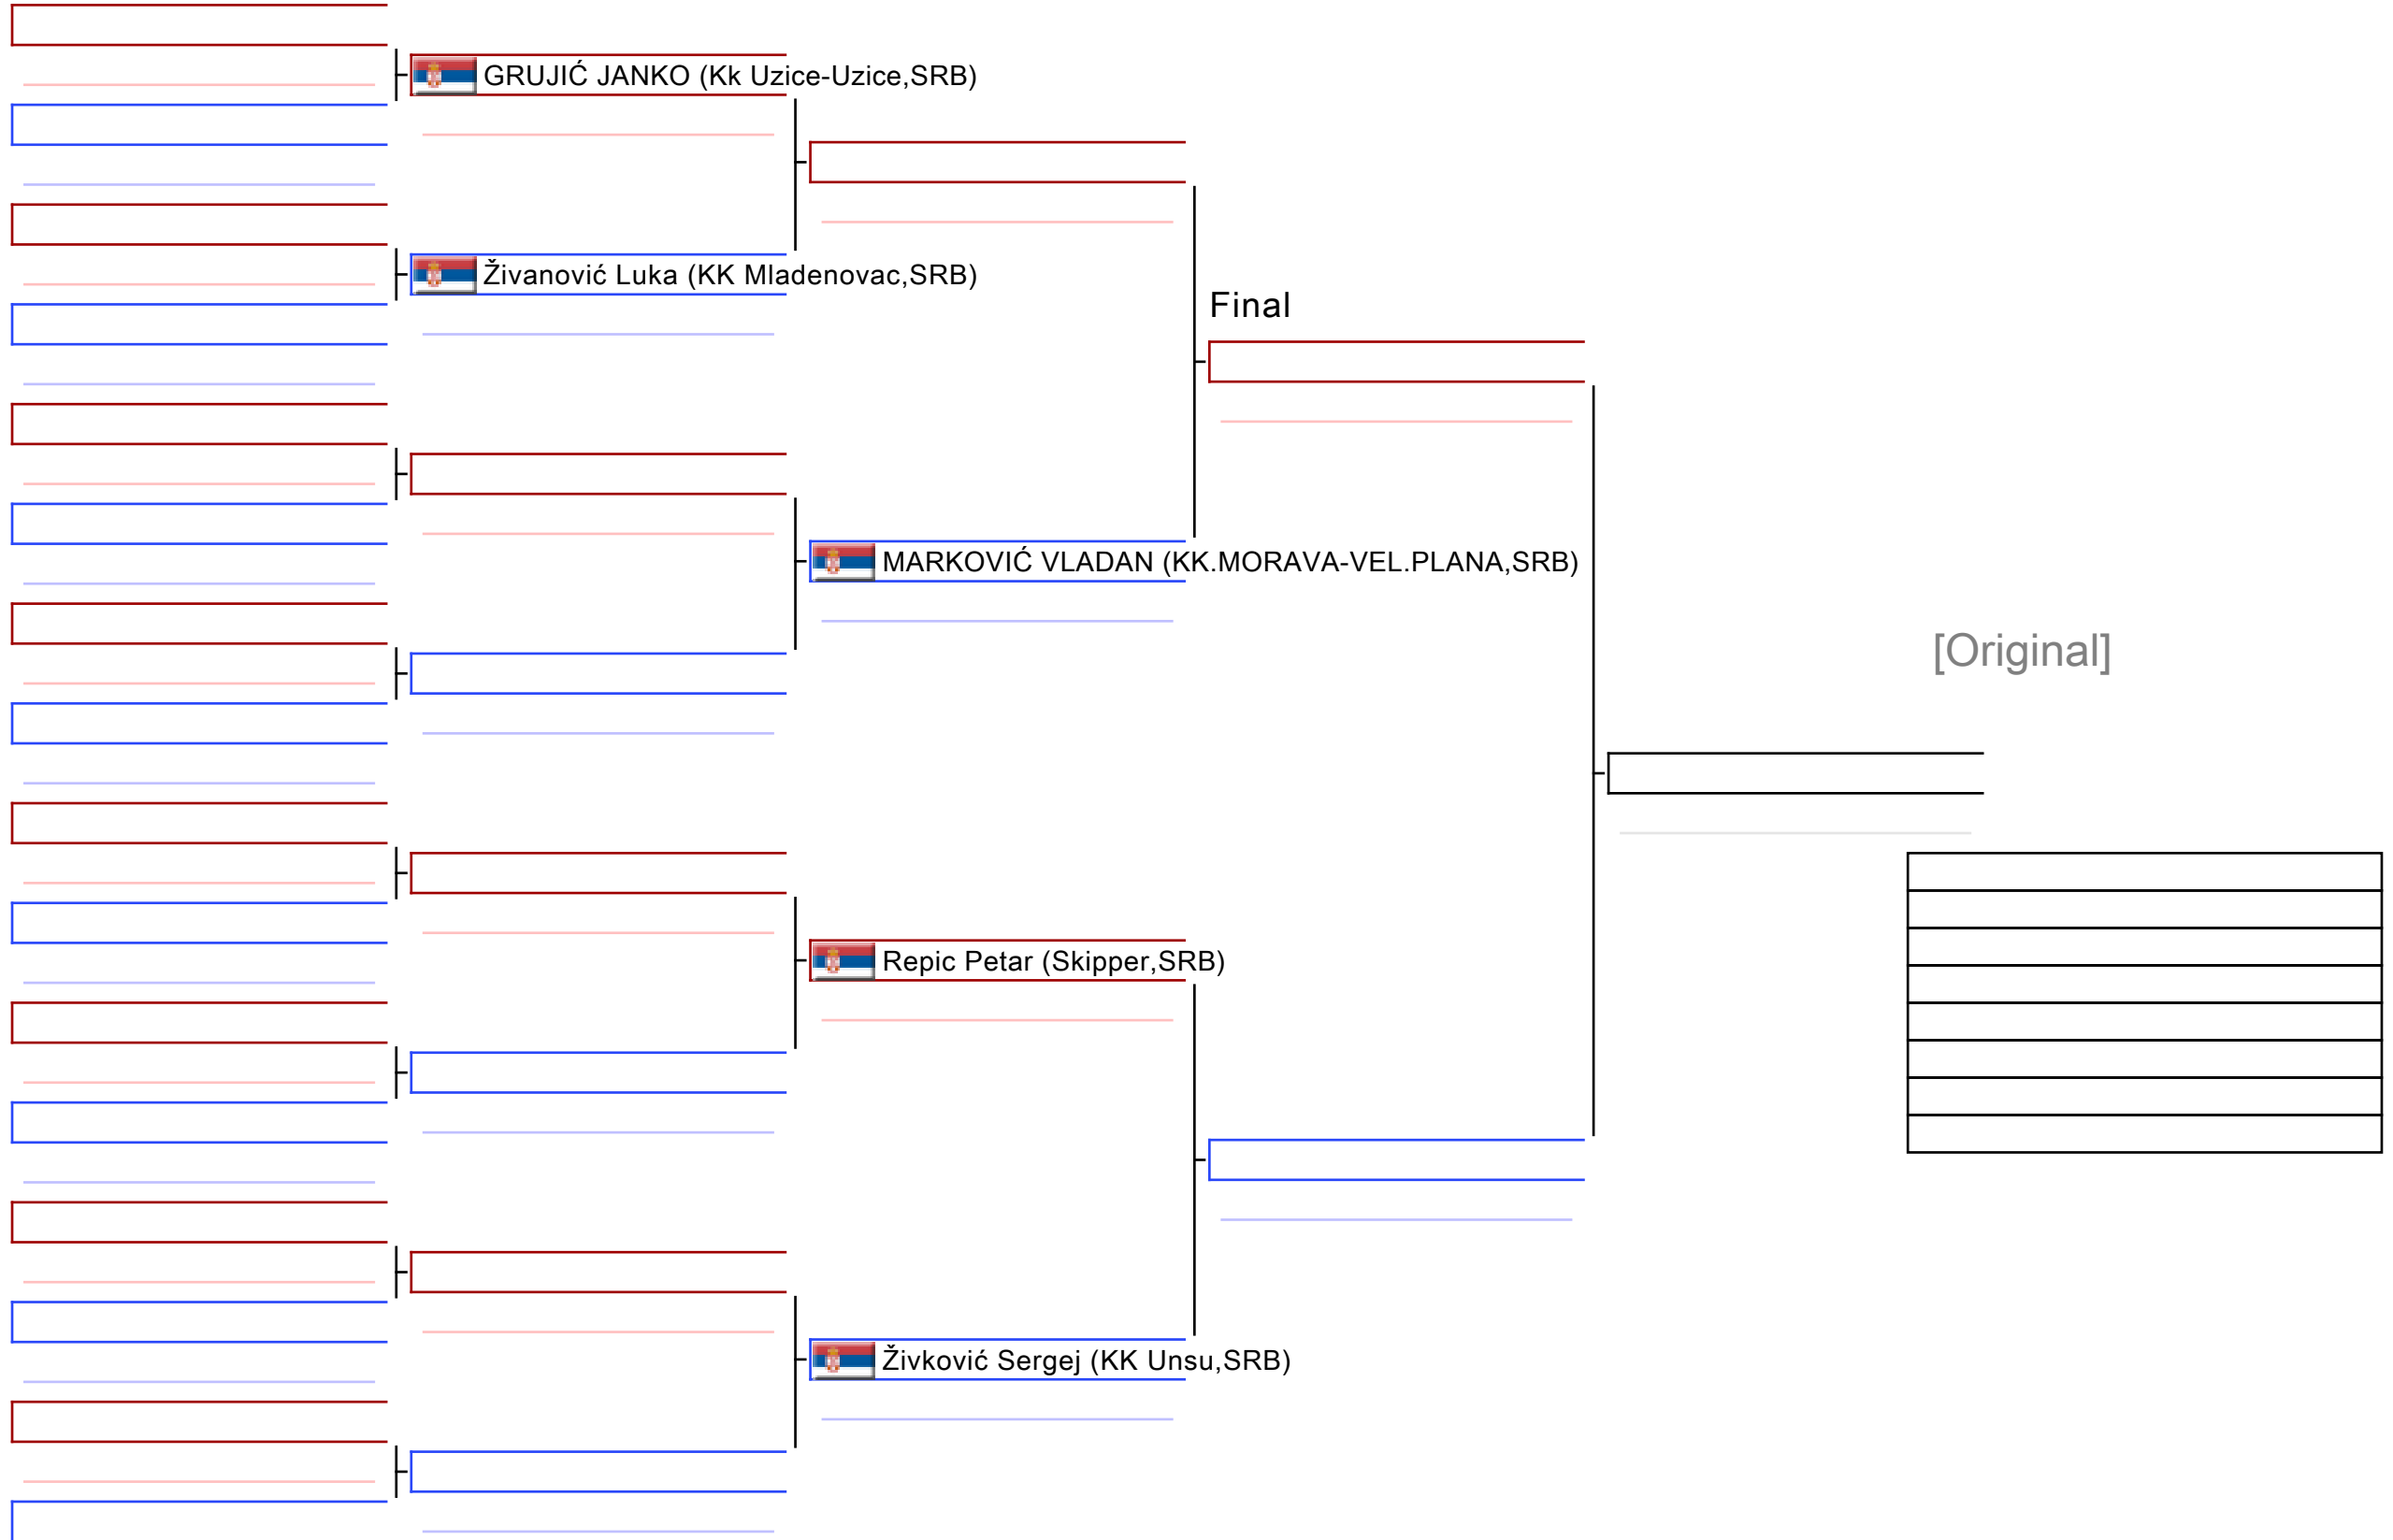 GRUJIĆ JANKO (Kk Uzice-Uzice,SRB)
Živanović Luka (KK Mladenovac,SRB)
Final
MARKOVIĆ VLADAN (KK.MORAVA-VEL.PLANA,SRB)
[Original]
Repic Petar (Skipper,SRB)
Živković Sergej (KK Unsu,SRB)